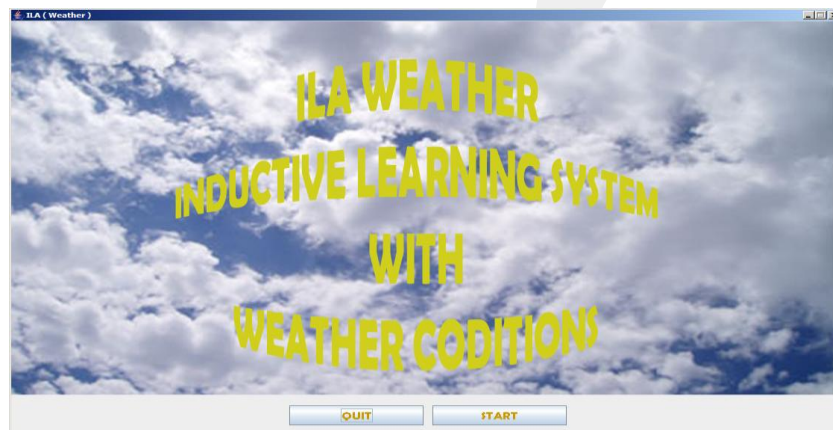 ILA ( Weather )
ILA WEATHER
INDUCTIVE LEARNING SYSTEM
WITH
WEATHER CODITIONS
QUIT START